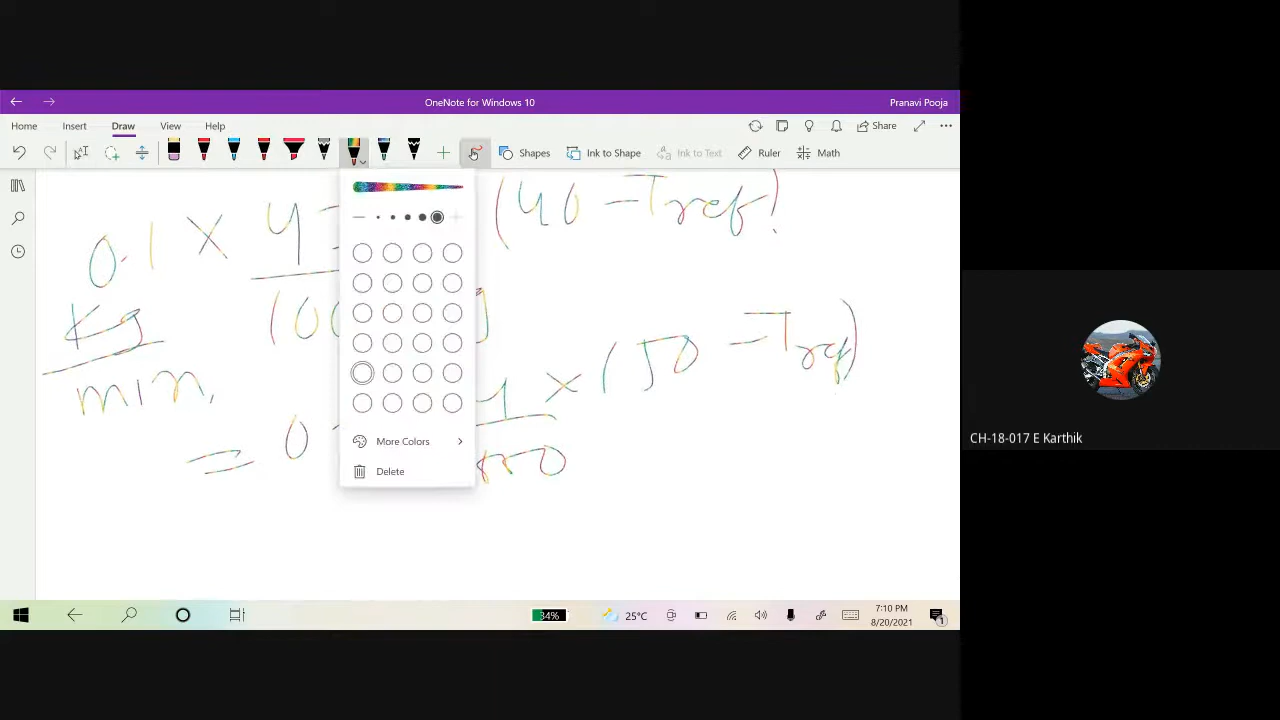 OneNote for Windows 10
Pranavi Pooja
Home Insert Draw View Help
Share
Shapes Ink to Shape Ink to Text Ruler Math
0.1 × (40 - Tref)
Kg
min
× (50 - Tref)
= 0
More Colors
Delete
CH-18-017 E Karthik
34%
25°C
7:10 PM
8/20/2021
1